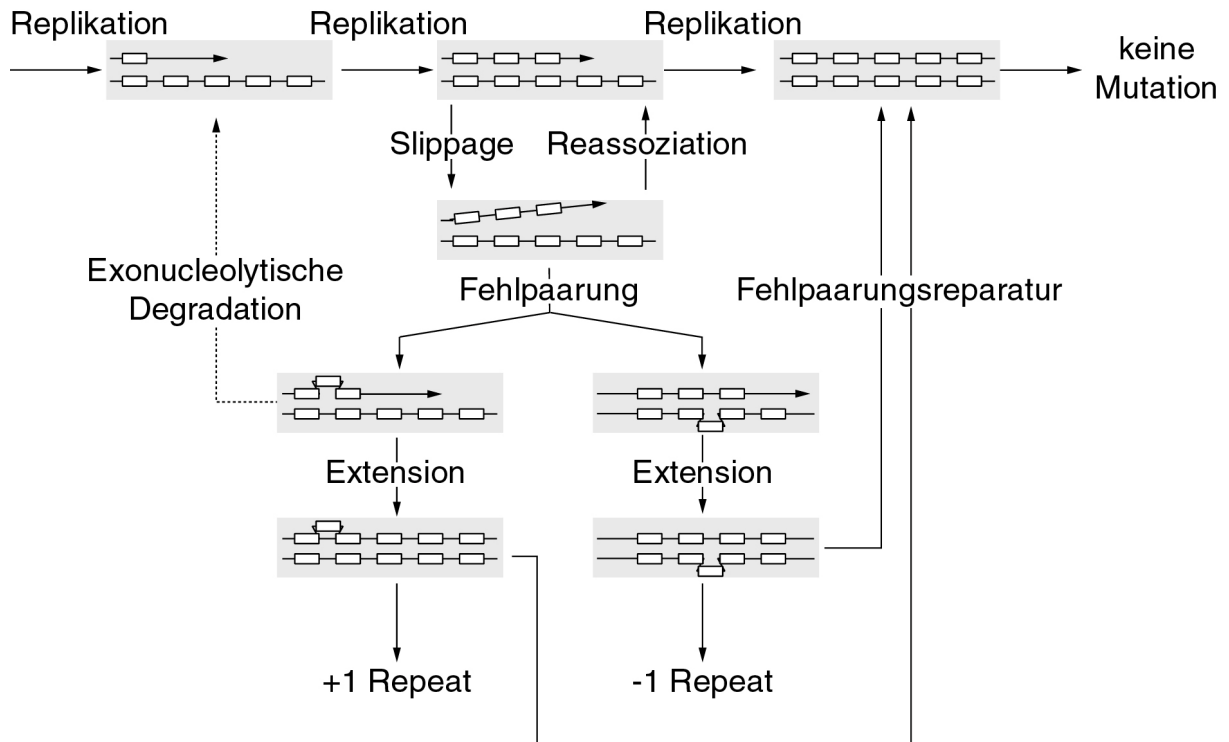 Replikation
Replikation
Replikation
keine
Mutation
Slippage
Reassoziation
Exonucleolytische
Degradation
Fehlpaarung
Fehlpaarungsreparatur
Extension
Extension
+1 Repeat
-1 Repeat